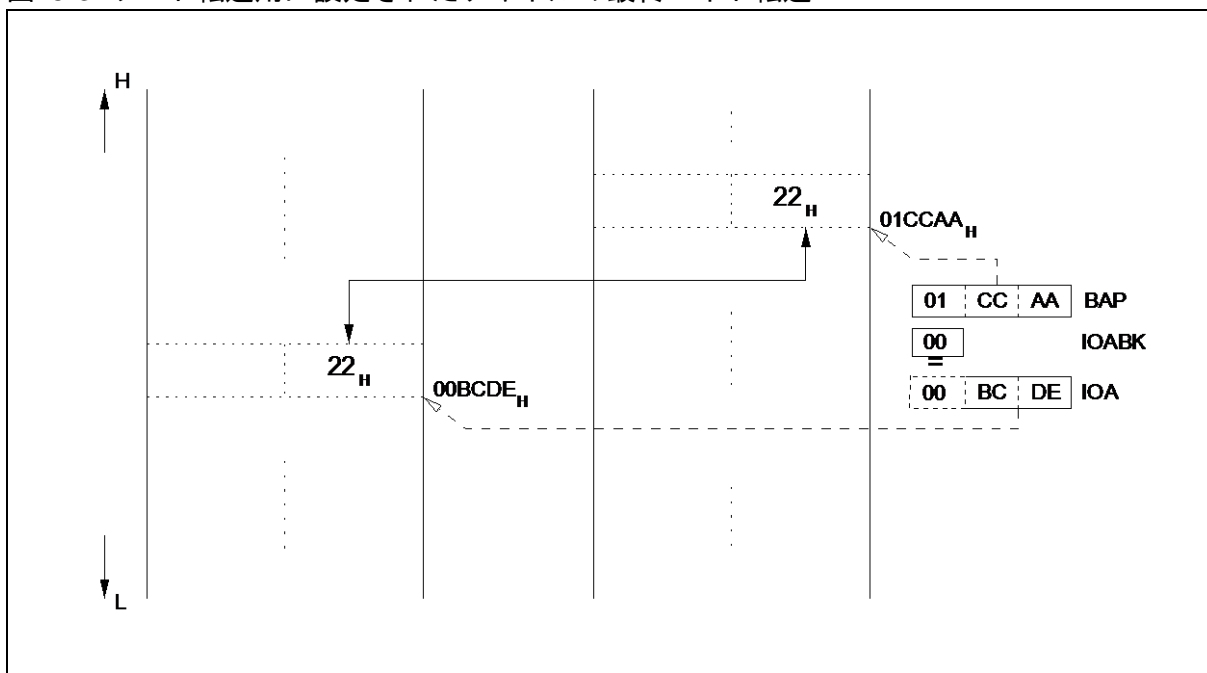 H
22H
01CCAAH
01 CC AA BAP
00 IOABK
=
22H
00BCDEH
00 BC DE IOA
L